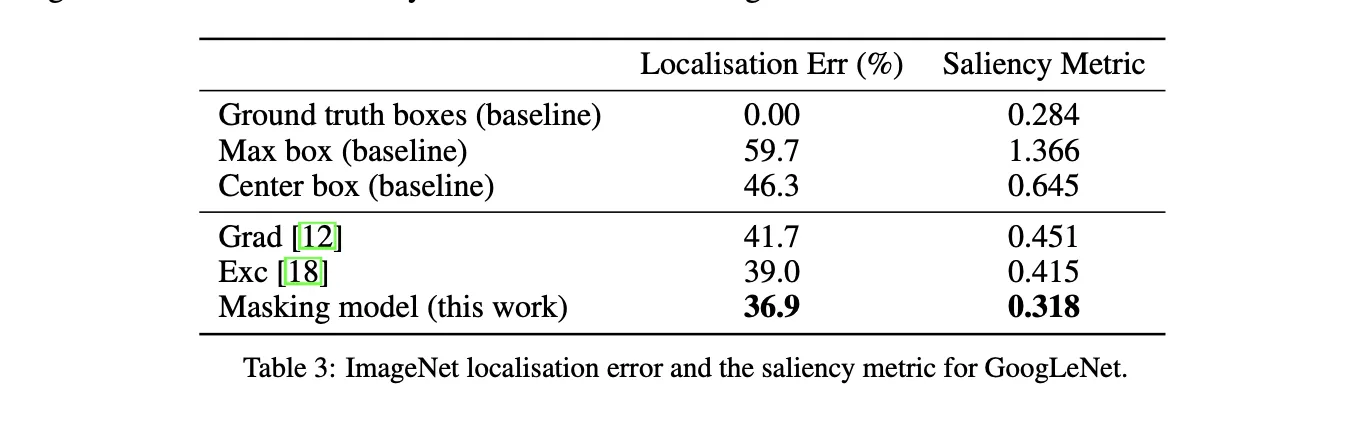 Localisation Err (%) Saliency Metric
Ground truth boxes (baseline) 0.00 0.284
Max box (baseline) 59.7 1.366
Center box (baseline) 46.3 0.645
Grad [12] 41.7 0.451
Exc [18] 39.0 0.415
Masking model (this work) 36.9 0.318
Table 3: ImageNet localisation error and the saliency metric for GoogLeNet.